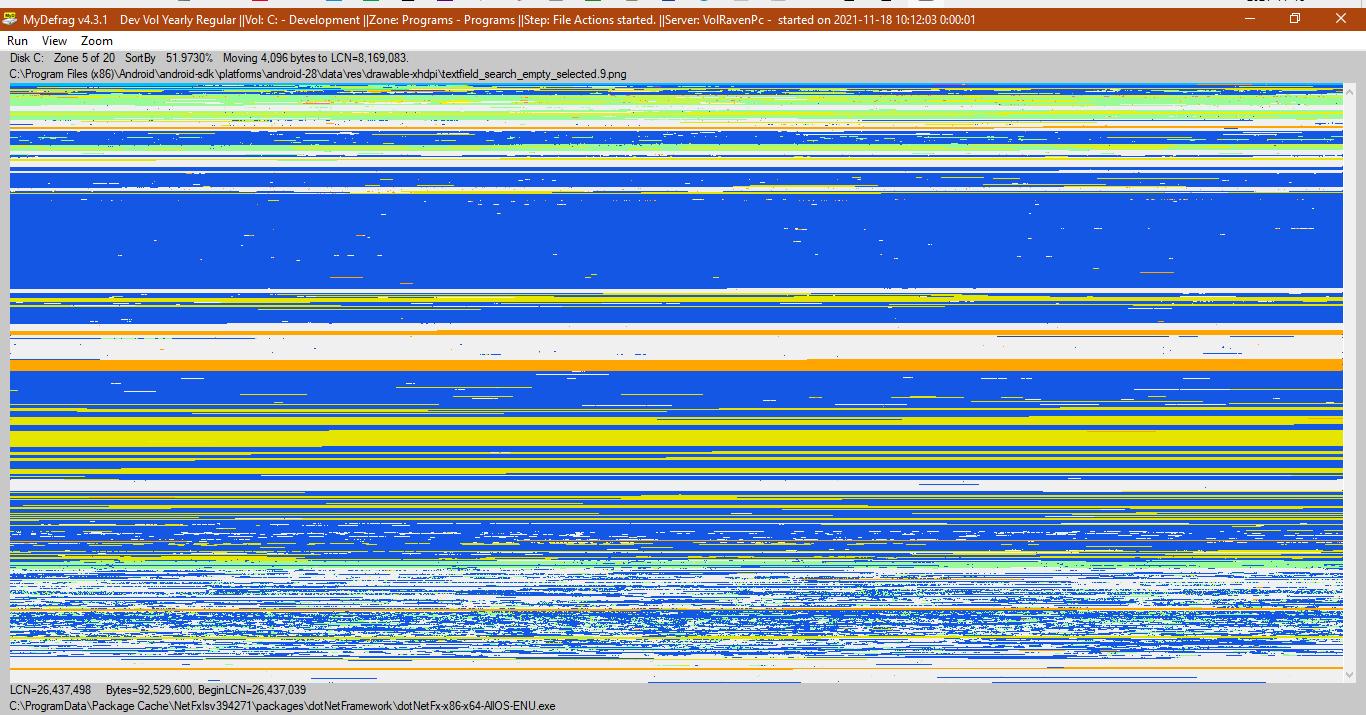 MyDefrag v4.3.1 Dev Vol Yearly Regular ||Vol: C: - Development ||Zone: Programs - Programs ||Step: File Actions started. ||Server: VolRavenPc - started on 2021-11-18 10:12:03 0:00:01
Run View Zoom
Disk C: Zone 5 of 20 SortBy 51.9730% Moving 4,096 bytes to LCN=8,169,083.
C:\Program Files (x86)\Android\android-sdk\platforms\android-28\data\res\drawable-xhdpi\textfield_search_empty_selected.9.png
LCN=26,437,498 Bytes=92,529,600, BeginLCN=26,437,039
C:\ProgramData\Package Cache\NetFxIsv394271\packages\dotNetFramework\dotNetFx-x86-x64-AllOS-ENU.exe